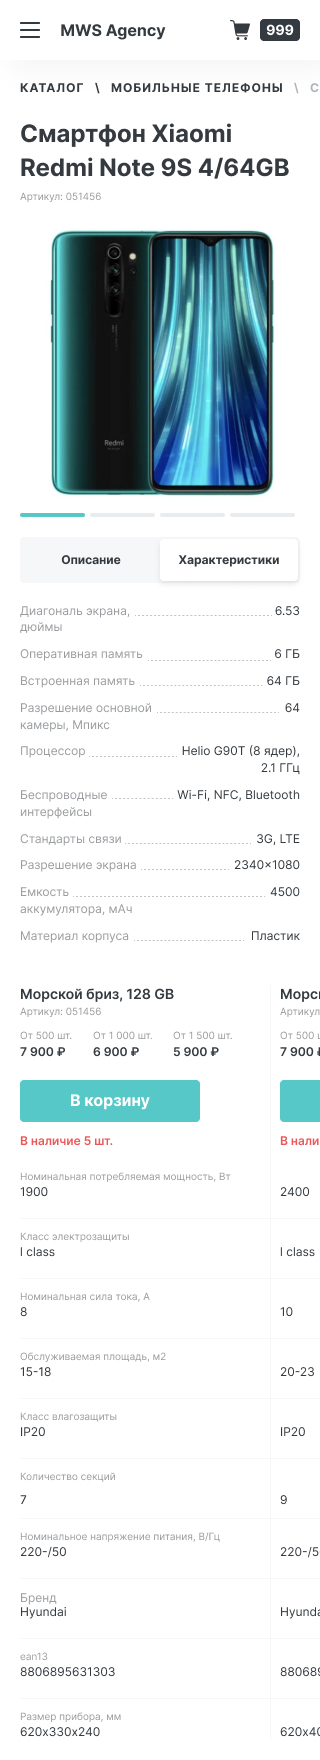 MWS Agency 999
КАТАЛОГ \ МОБИЛЬНЫЕ ТЕЛЕФОНЫ \ С
Смартфон Xiaomi
Redmi Note 9S 4/64GB
Артикул: 051456
Redmi
Описание Характеристики
Диагональ экрана, 6.53
дюймы
Оперативная память 6 ГБ
Встроенная память 64 ГБ
Разрешение основной 64
камеры, Мпикс
Процессор Helio G90T (8 ядер),
2.1 ГГц
Беспроводные Wi-Fi, NFC, Bluetooth
интерфейсы
Стандарты связи 3G, LTE
Разрешение экрана 2340×1080
Емкость 4500
аккумулятора, мАч
Материал корпуса Пластик
Морской бриз, 128 GB Морс
Артикул: 051456 Артикул
От 500 шт. От 1 000 шт. От 1 500 шт. От 500
7 900 ₽ 6 900 ₽ 5 900 ₽ 7 900
В корзину
В наличие 5 шт. В нали
Номинальная потребляемая мощность, Вт
1900 2400
Класс электрозащиты
I class I class
Номинальная сила тока, А
8 10
Обслуживаемая площадь, м2
15-18 20-23
Класс влагозащиты
IP20 IP20
Количество секций
7 9
Номинальное напряжение питания, В/Гц
220-/50 220-/5
Бренд
Hyundai Hyund
ean13
8806895631303 88068
Размер прибора, мм
620x330x240 620x4